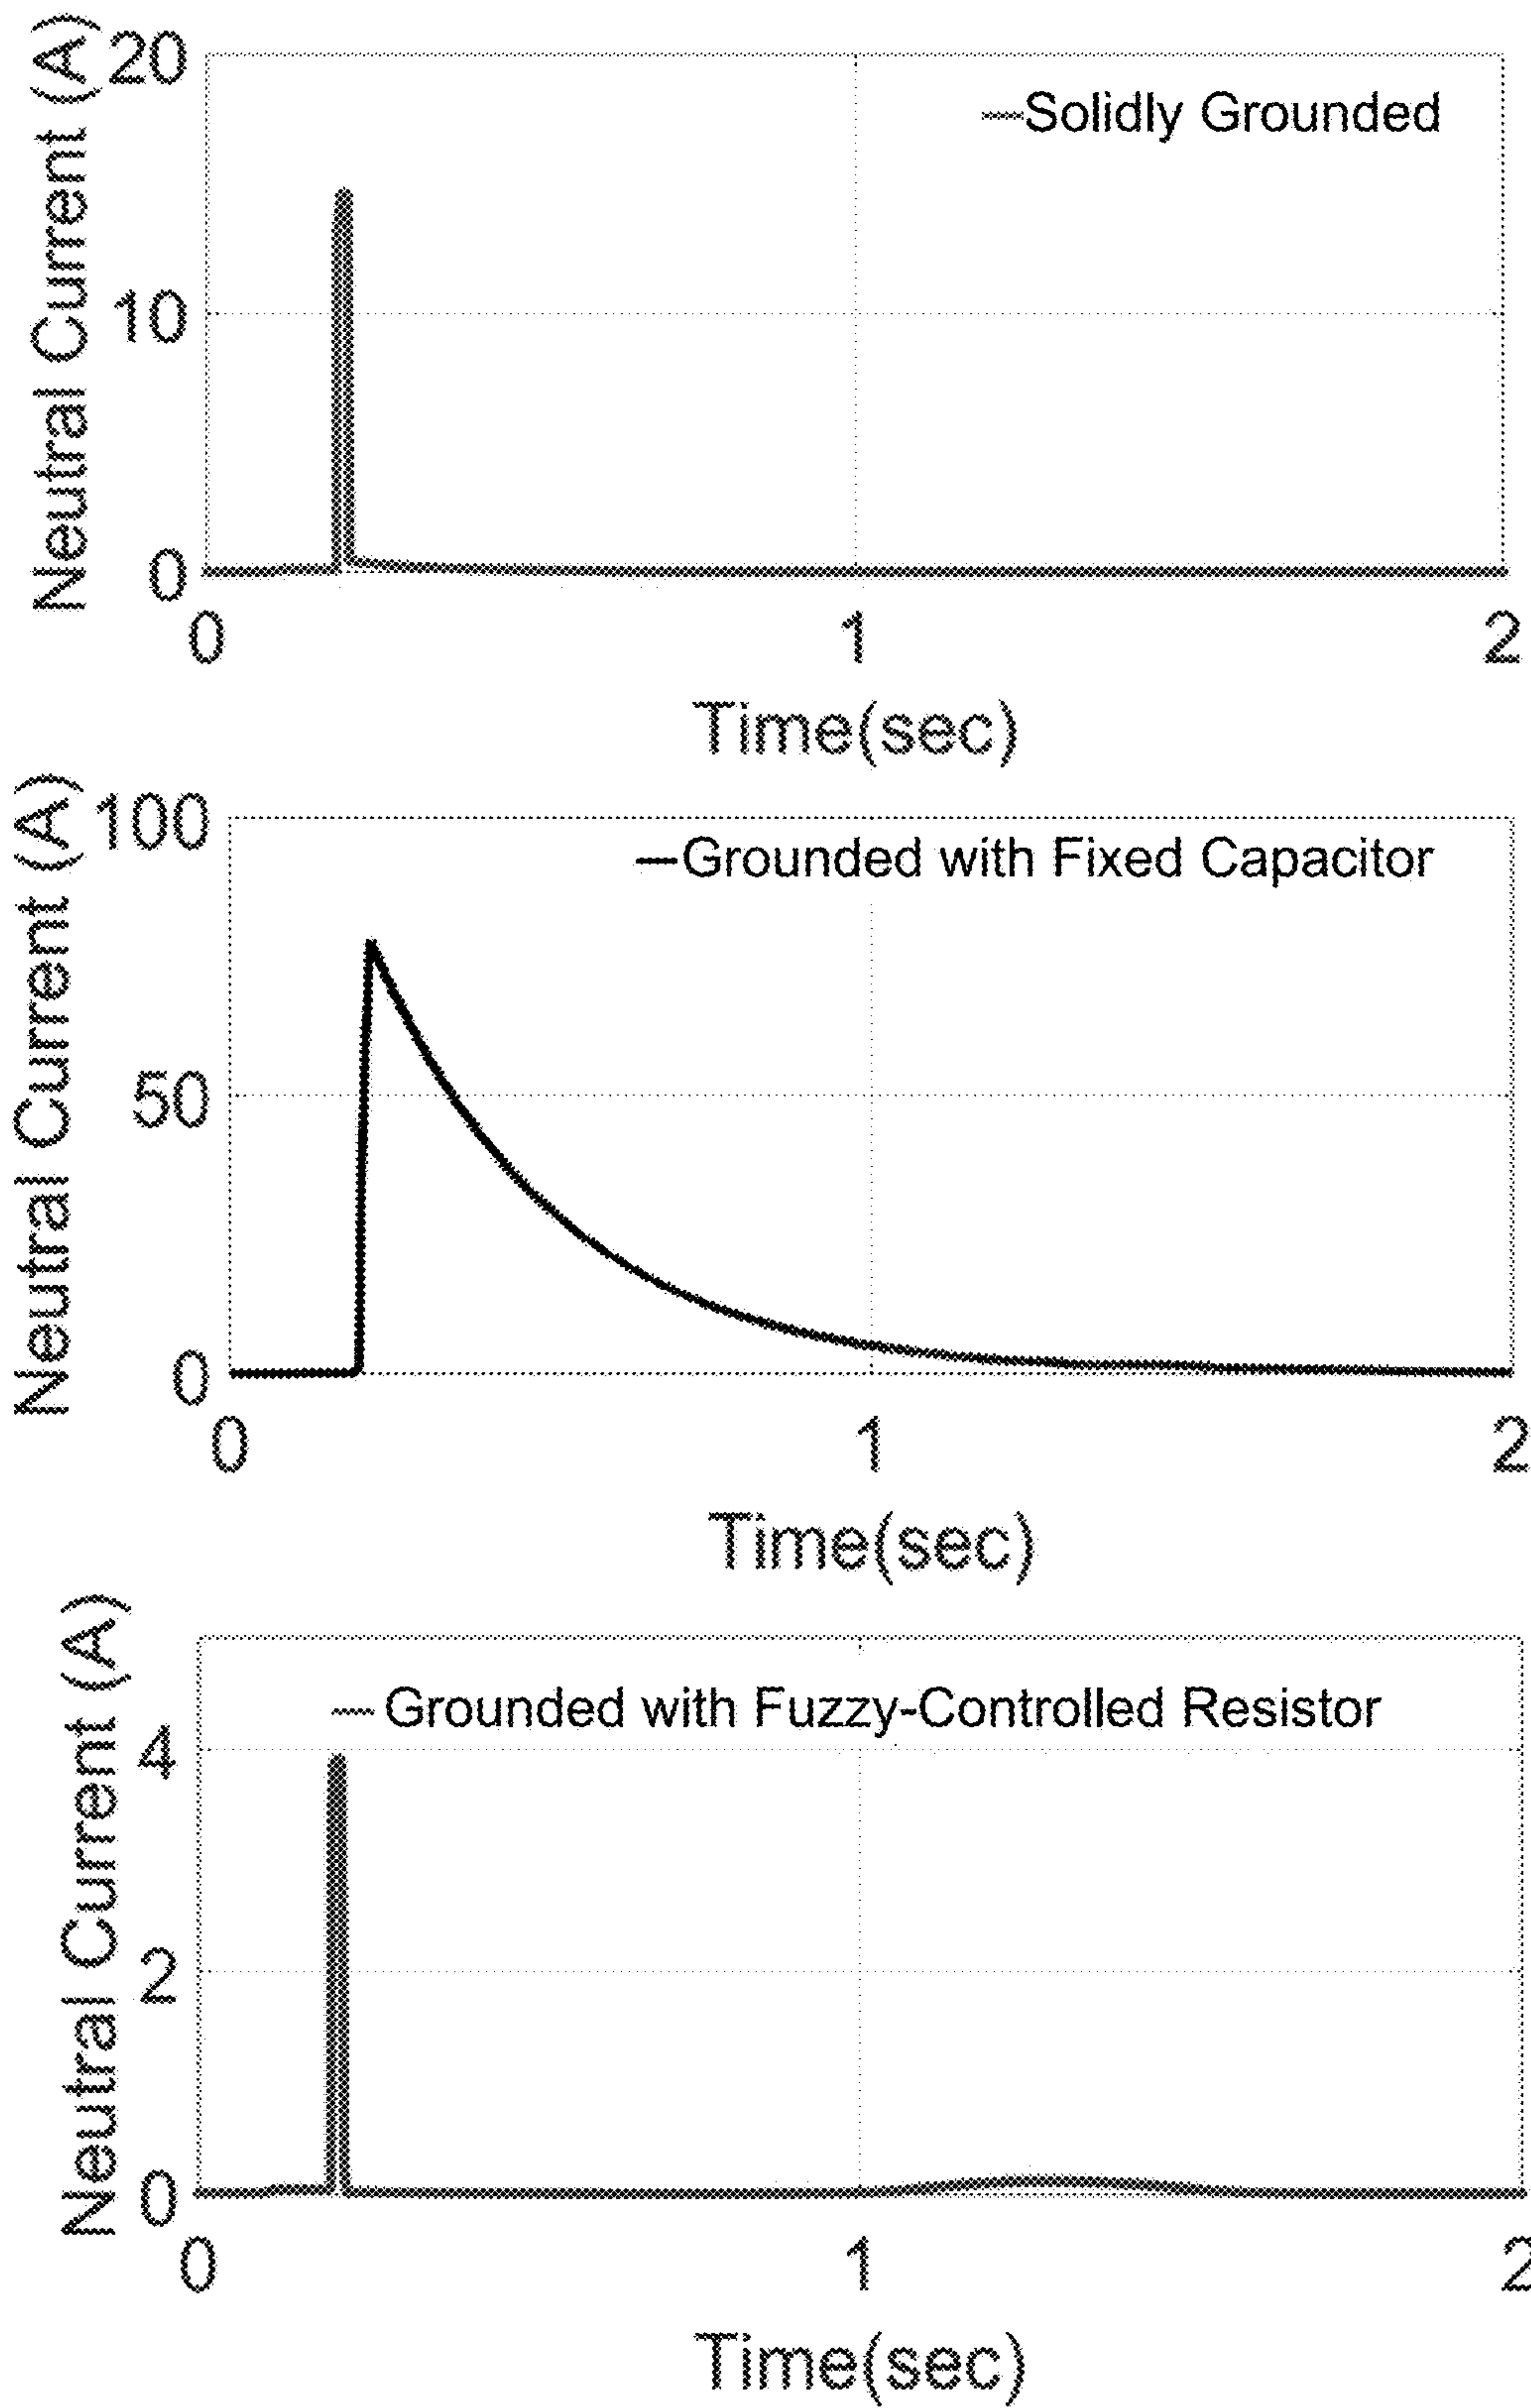 Neutral Current (A)
20
10
0
Solidly Grounded
0 1 2
Time(sec)
Neutral Current (A)
100
50
0
Grounded with Fixed Capacitor
0 1 2
Time(sec)
Neutral Current (A)
4
2
0
Grounded with Fuzzy-Controlled Resistor
0 1 2
Time(sec)